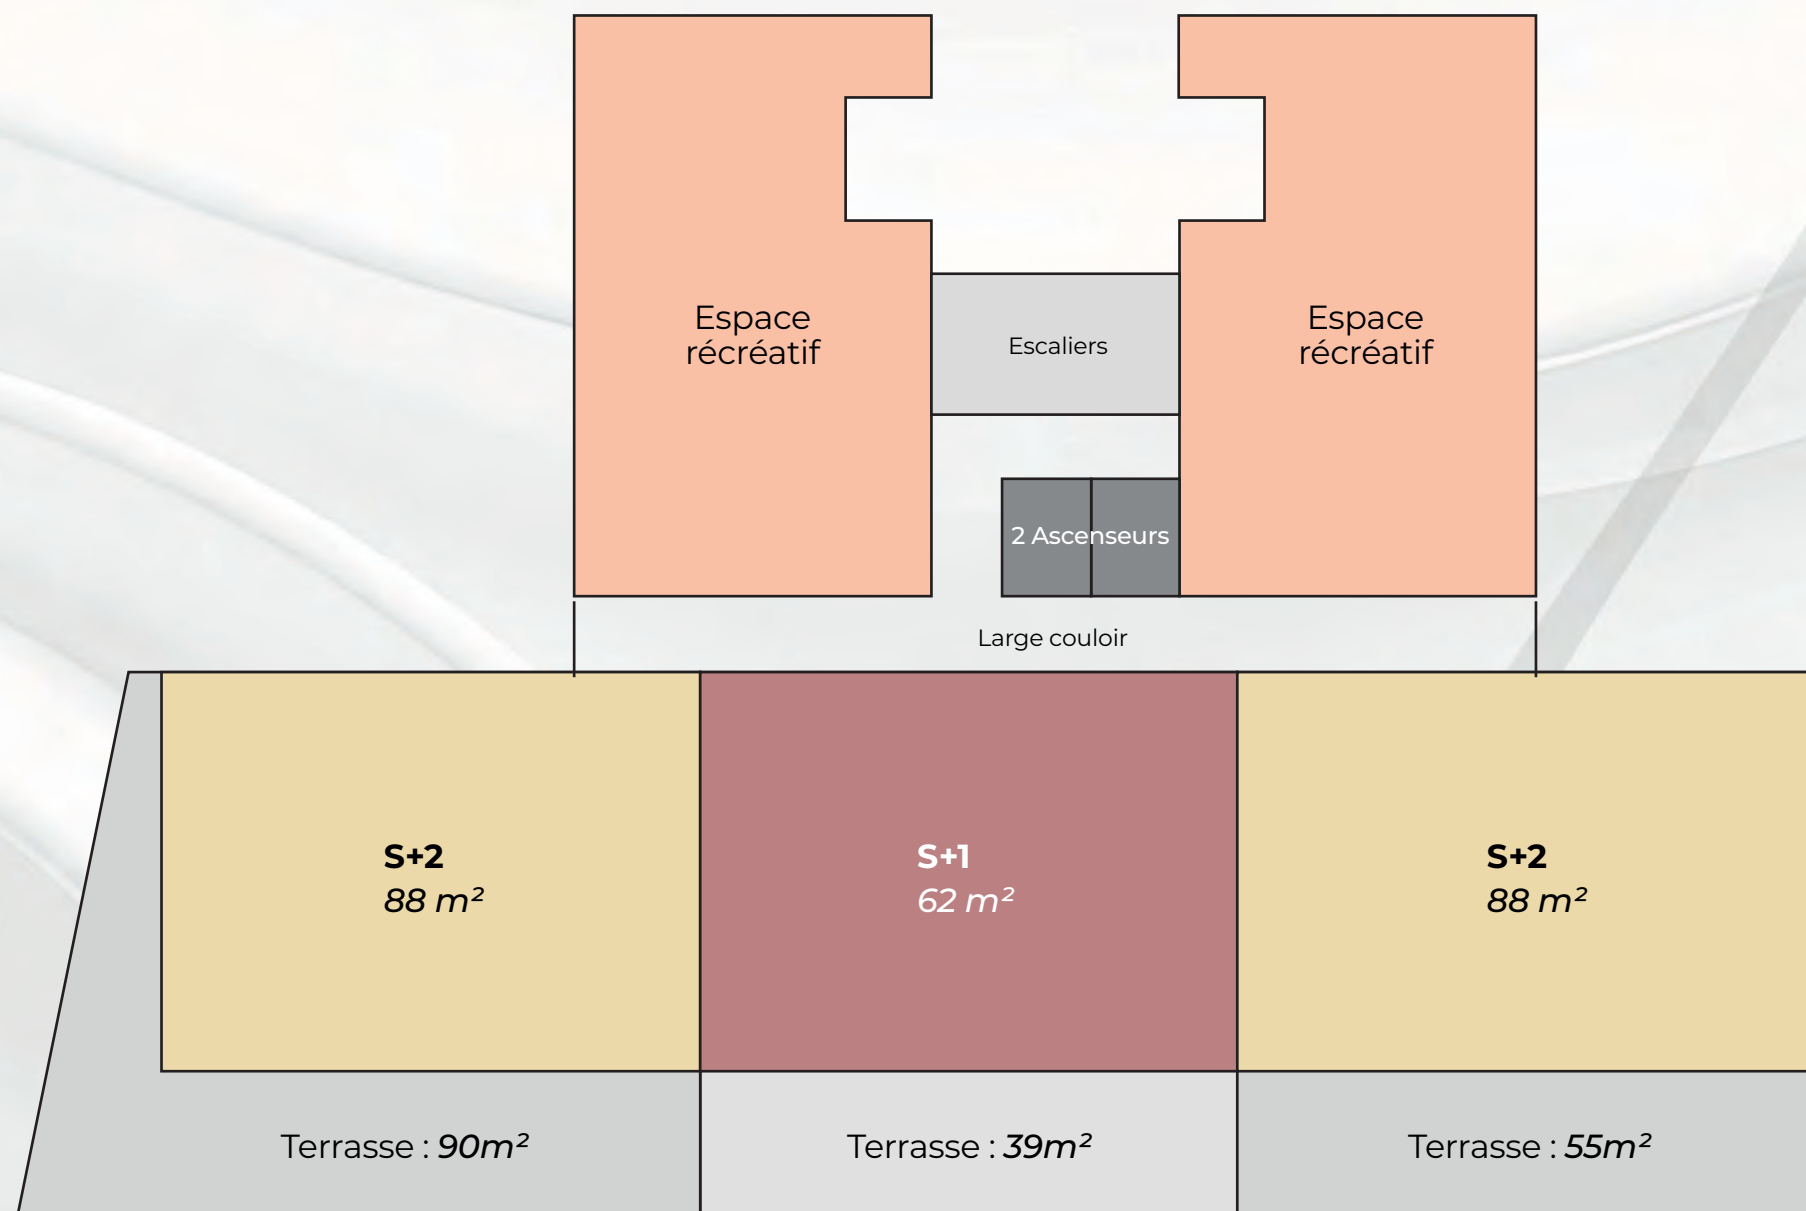 Espace
récréatif
Escaliers
Espace
récréatif
2 Ascenseurs
Large couloir
S+2
88 m²
S+1
62 m²
S+2
88 m²
Terrasse : 90m²
Terrasse : 39m²
Terrasse : 55m²